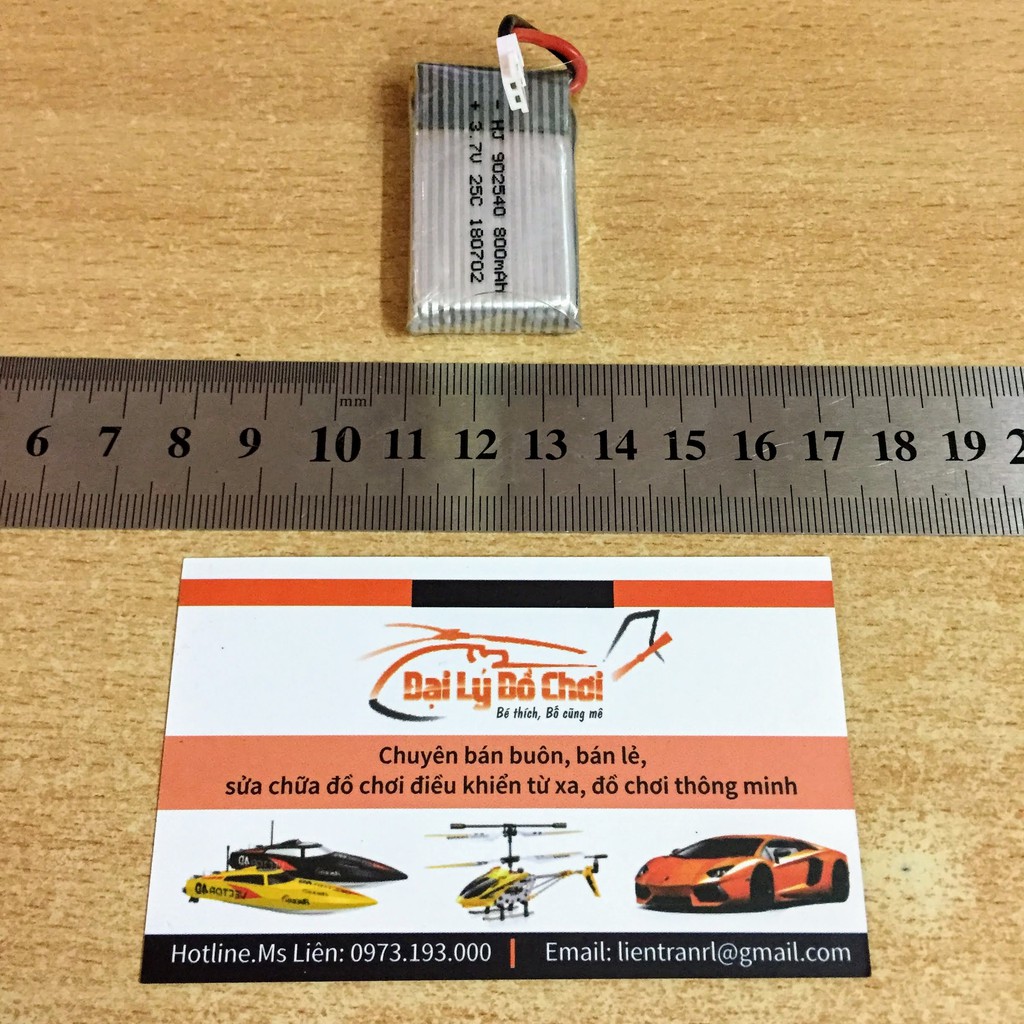 - HJ 902540 800mAh
+ 3.7V 25C 180702
mm
6 7 8 9 10 11 12 13 14 15 16 17 18 19 2
Đại Lý Đồ Chơi
Bé thích, Bố cũng mê
Chuyên bán buôn, bán lẻ,
sửa chữa đồ chơi điều khiển từ xa, đồ chơi thông minh
Hotline.Ms Liên: 0973.193.000 | Email: lientranrl@gmail.com